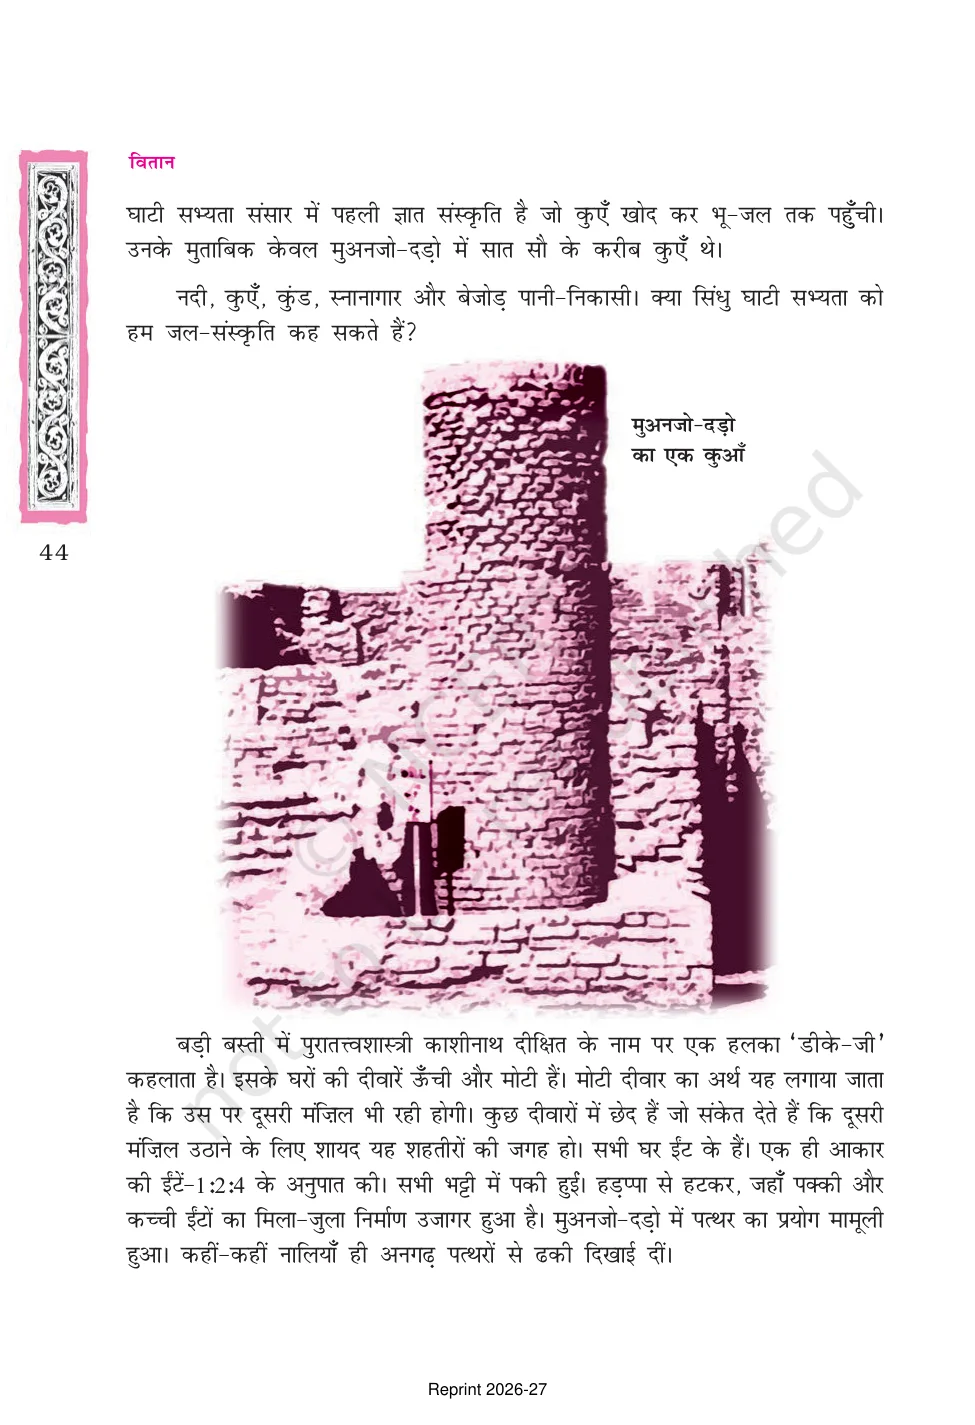 वितान
घाटी सभ्यता संसार में पहली ज्ञात संस्कृति है जो कुएँ खोद कर भू-जल तक पहुँची।
उनके मुताबिक केवल मुअनजो-दड़ो में सात सौ के करीब कुएँ थे।
नदी, कुएँ, कुंड, स्नानागार और बेजोड़ पानी-निकासी। क्या सिंधु घाटी सभ्यता को
हम जल-संस्कृति कह सकते हैं?
मुअनजो-दड़ो
का एक कुआँ
44
बड़ी बस्ती में पुरातत्त्वशास्त्री काशीनाथ दीक्षित के नाम पर एक हलका ‘डीके-जी’
कहलाता है। इसके घरों की दीवारें ऊँची और मोटी हैं। मोटी दीवार का अर्थ यह लगाया जाता
है कि उस पर दूसरी मंज़िल भी रही होगी। कुछ दीवारों में छेद हैं जो संकेत देते हैं कि दूसरी
मंज़िल उठाने के लिए शायद यह शहतीरों की जगह हो। सभी घर ईंट के हैं। एक ही आकार
की ईंटें-1:2:4 के अनुपात की। सभी भट्टी में पकी हुईं। हड़प्पा से हटकर, जहाँ पक्की और
कच्ची ईंटों का मिला-जुला निर्माण उजागर हुआ है। मुअनजो-दड़ो में पत्थर का प्रयोग मामूली
हुआ। कहीं-कहीं नालियाँ ही अनगढ़ पत्थरों से ढकी दिखाई दीं।
Reprint 2026-27